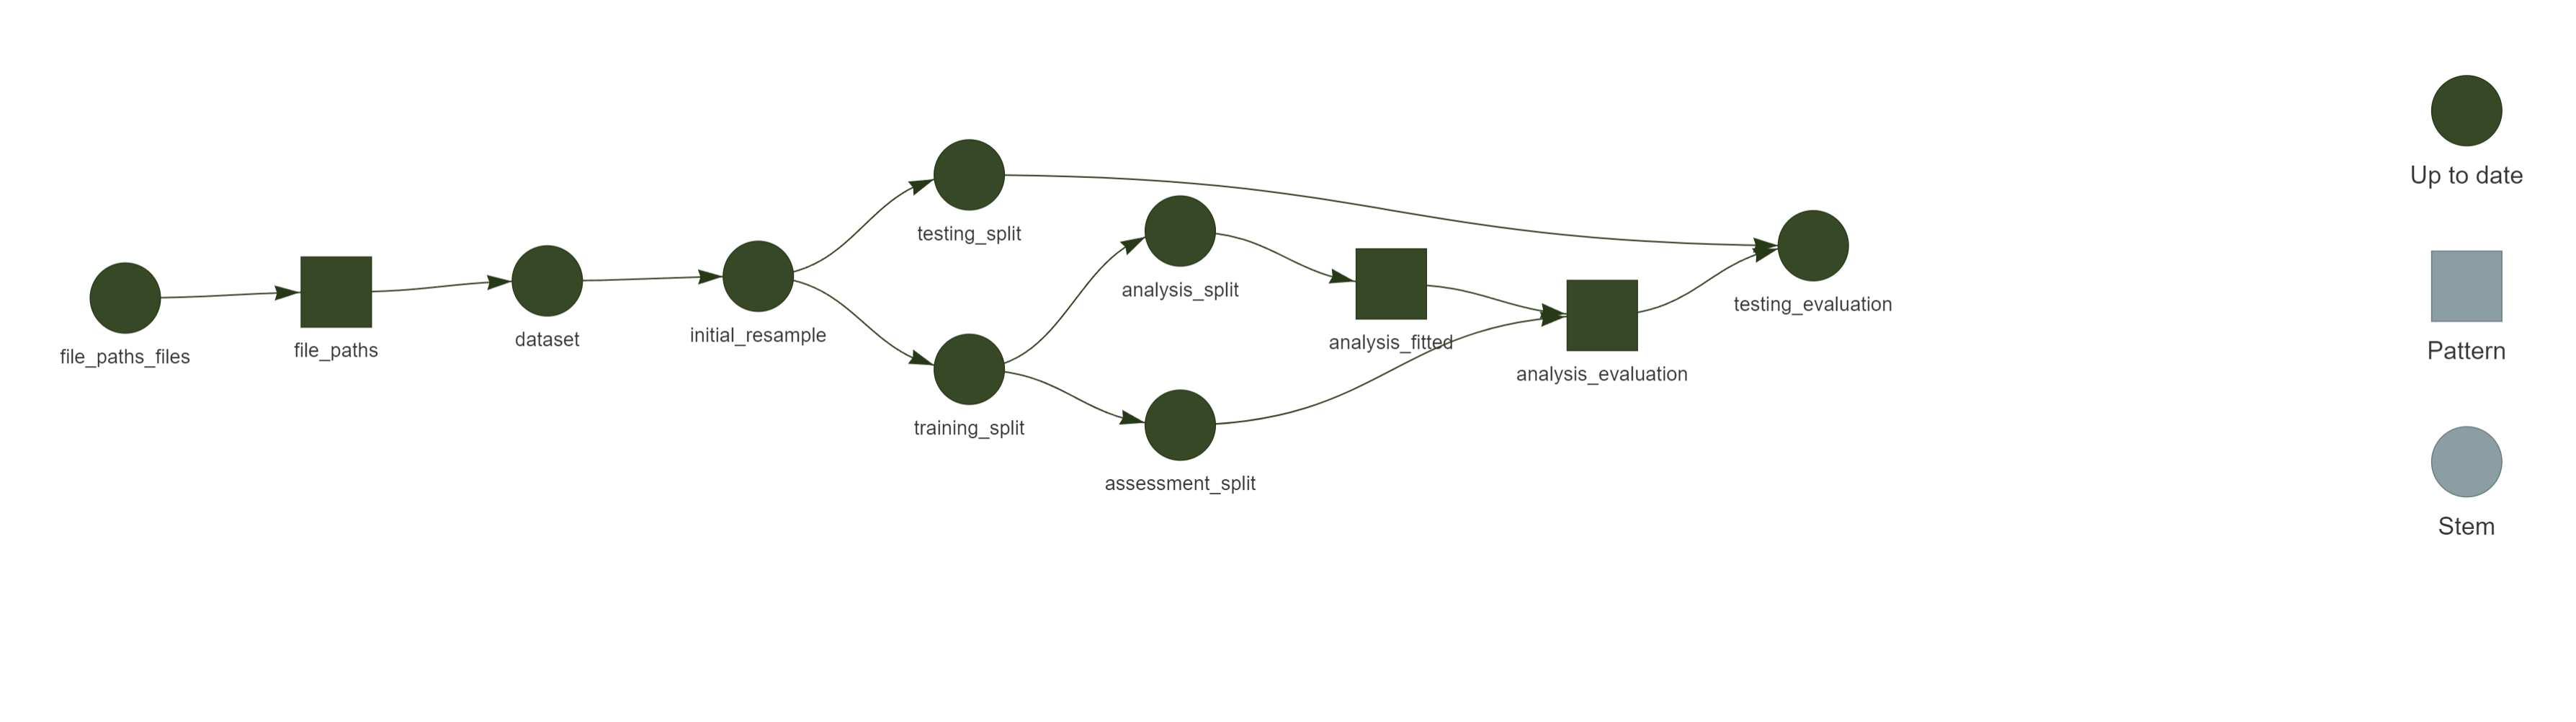 file_paths_files
file_paths
dataset
initial_resample
testing_split
training_split
analysis_split
assessment_split
analysis_fitted
analysis_evaluation
testing_evaluation
Up to date
Pattern
Stem